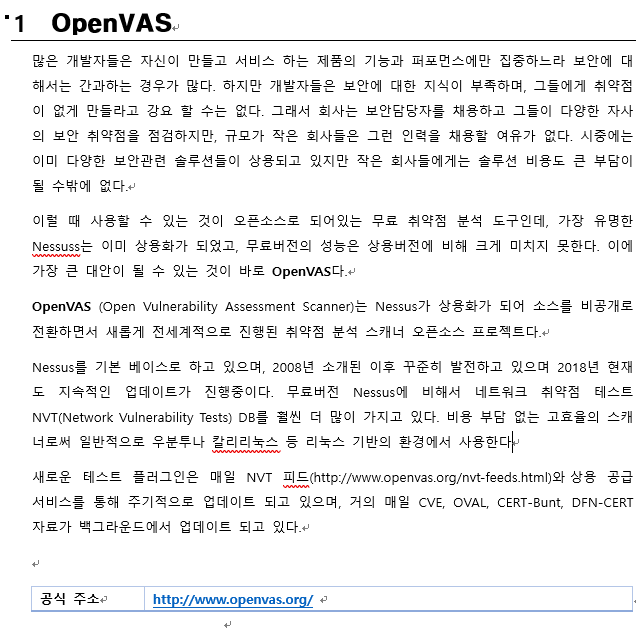 1 OpenVAS
많은 개발자들은 자신이 만들고 서비스 하는 제품의 기능과 퍼포먼스에만 집중하느라 보안에 대
해서는 간과하는 경우가 많다. 하지만 개발자들은 보안에 대한 지식이 부족하며, 그들에게 취약점
이 없게 만들라고 강요 할 수는 없다. 그래서 회사는 보안담당자를 채용하고 그들이 다양한 자사
의 보안 취약점을 점검하지만, 규모가 작은 회사들은 그런 인력을 채용할 여유가 없다. 시중에는
이미 다양한 보안관련 솔루션들이 상용되고 있지만 작은 회사들에게는 솔루션 비용도 큰 부담이
될 수밖에 없다.
이럴 때 사용할 수 있는 것이 오픈소스로 되어있는 무료 취약점 분석 도구인데, 가장 유명한
Nessuss는 이미 상용화가 되었고, 무료버전의 성능은 상용버전에 비해 크게 미치지 못한다. 이에
가장 큰 대안이 될 수 있는 것이 바로 OpenVAS다.
OpenVAS (Open Vulnerability Assessment Scanner)는 Nessus가 상용화가 되어 소스를 비공개로
전환하면서 새롭게 전세계적으로 진행된 취약점 분석 스캐너 오픈소스 프로젝트다.
Nessus를 기본 베이스로 하고 있으며, 2008년 소개된 이후 꾸준히 발전하고 있으며 2018년 현재
도 지속적인 업데이트가 진행중이다. 무료버전 Nessus에 비해서 네트워크 취약점 테스트
NVT(Network Vulnerability Tests) DB를 훨씬 더 많이 가지고 있다. 비용 부담 없는 고효율의 스캐
너로써 일반적으로 우분투나 칼리리눅스 등 리눅스 기반의 환경에서 사용한다
새로운 테스트 플러그인은 매일 NVT 피드(http://www.openvas.org/nvt-feeds.html)와 상용 공급
서비스를 통해 주기적으로 업데이트 되고 있으며, 거의 매일 CVE, OVAL, CERT-Bunt, DFN-CERT
자료가 백그라운드에서 업데이트 되고 있다.
공식 주소 http://www.openvas.org/